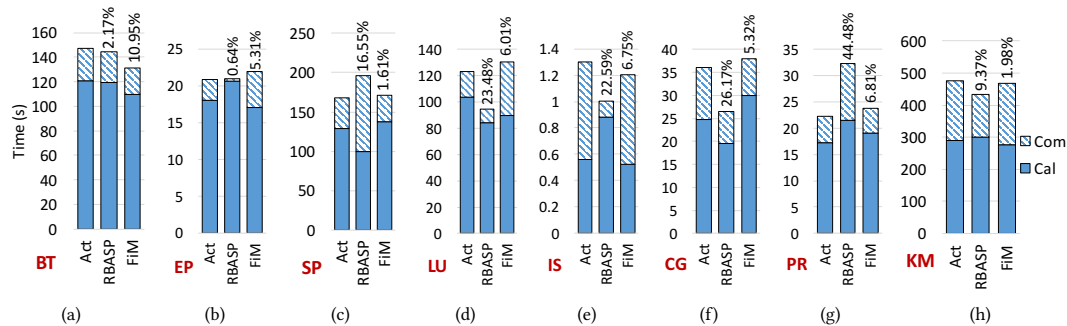 Time (s)
160
140
120
100
80
60
40
20
0
2.17%
10.95%
Act
RBASP
FiM
BT
(a)
25
20
15
10
5
0
0.64%
5.31%
Act
RBASP
FiM
EP
(b)
250
200
150
100
50
0
16.55%
1.61%
Act
RBASP
FiM
SP
(c)
140
120
100
80
60
40
20
0
23.48%
6.01%
Act
RBASP
FiM
LU
(d)
1.4
1.2
1
0.8
0.6
0.4
0.2
0
22.59%
6.75%
Act
RBASP
FiM
IS
(e)
40
35
30
25
20
15
10
5
0
26.17%
5.32%
Act
RBASP
FiM
CG
(f)
35
30
25
20
15
10
5
0
44.48%
6.81%
Act
RBASP
FiM
PR
(g)
600
500
400
300
200
100
0
9.37%
1.98%
Act
RBASP
FiM
KM
(h)
Com
Cal